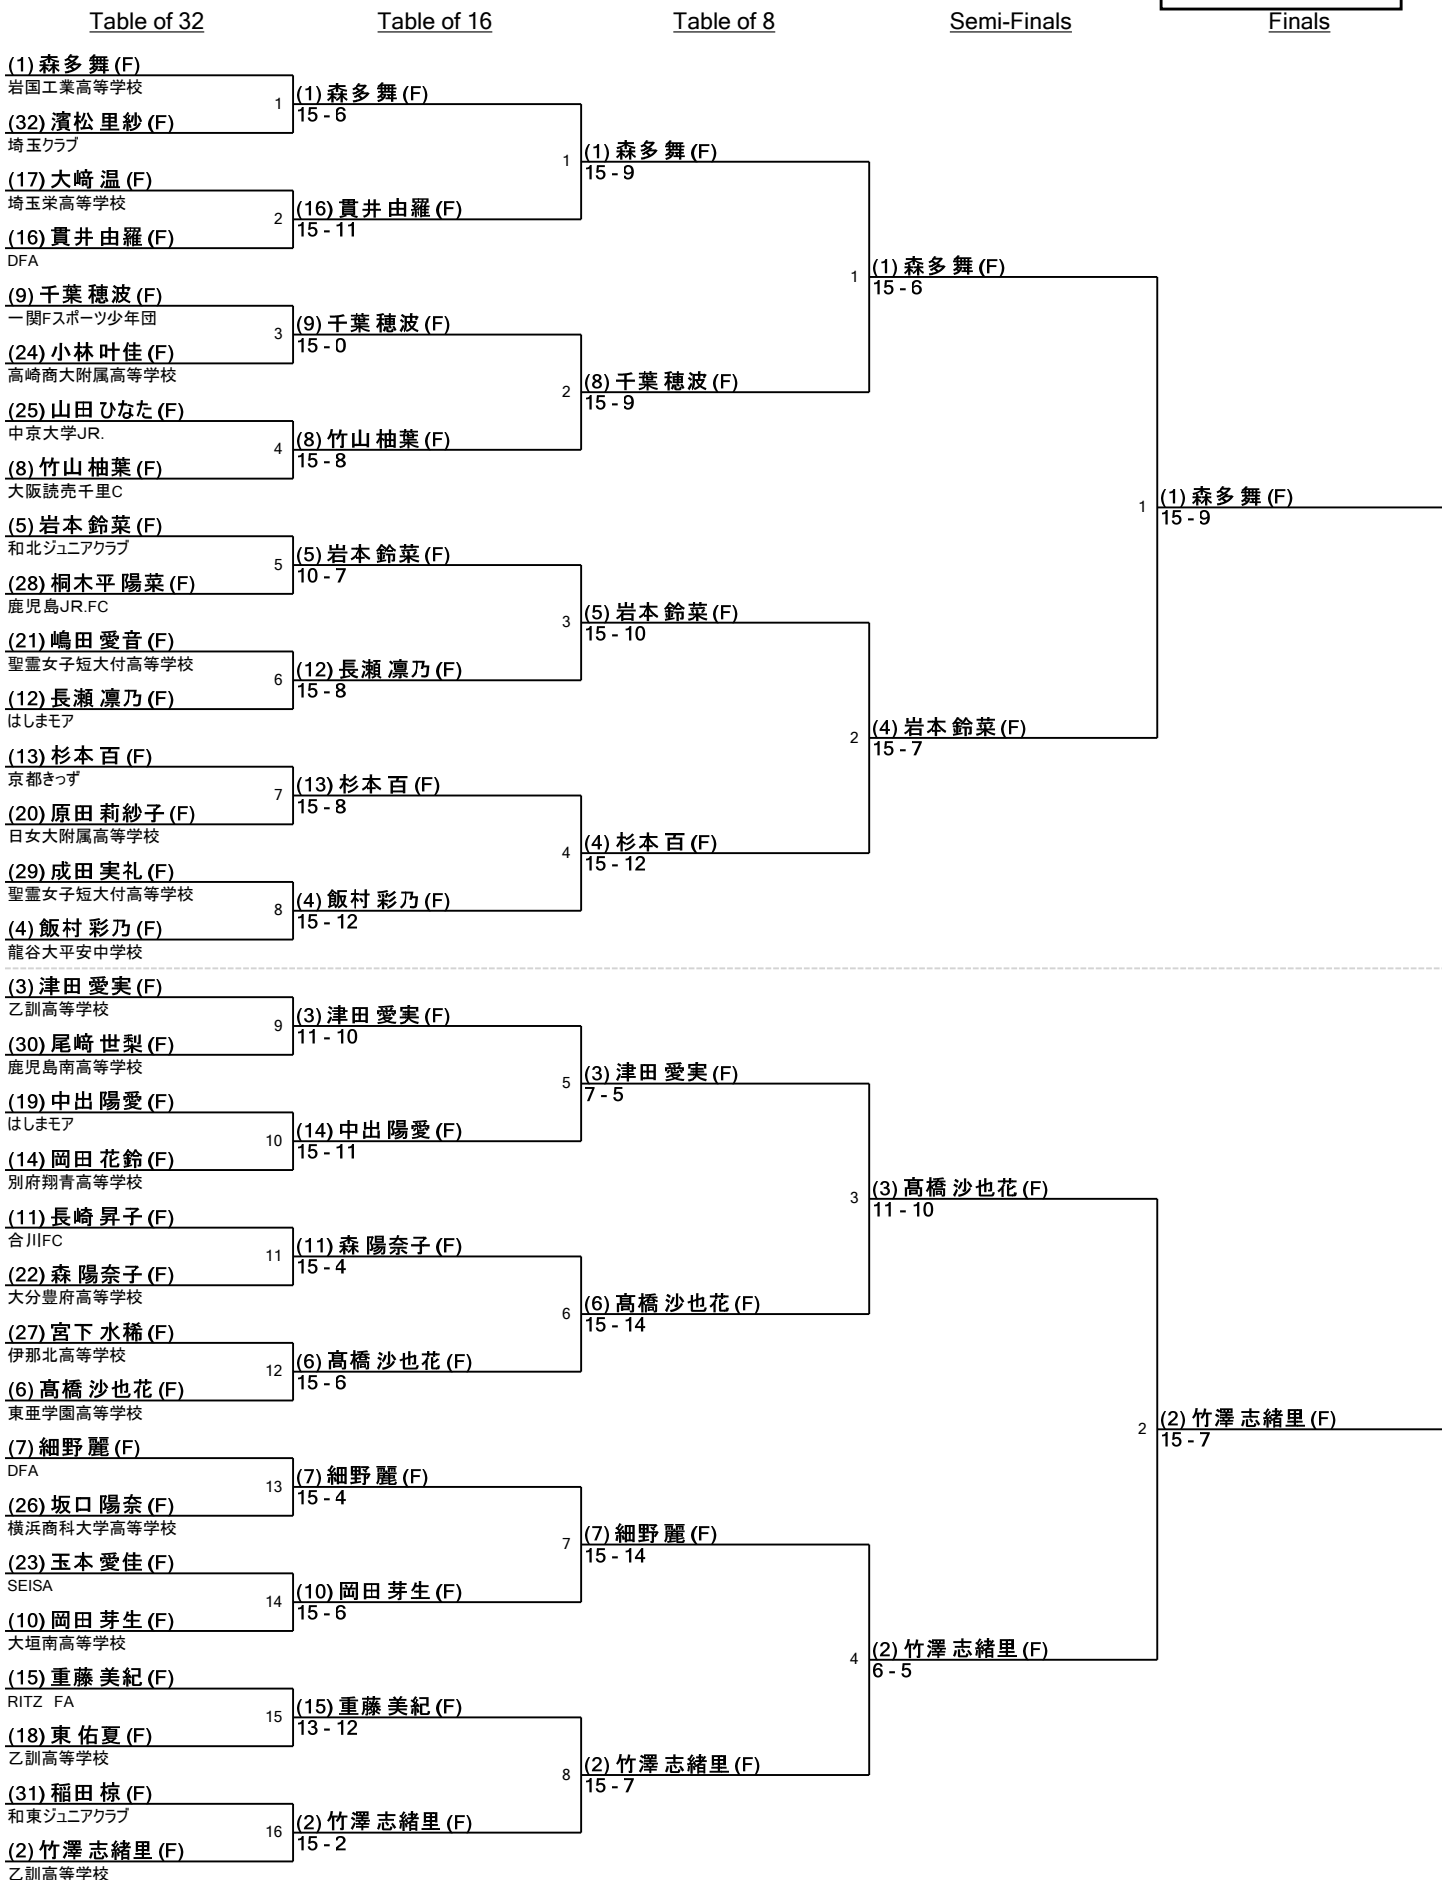 Table of 32
Table of 16
Table of 8
Semi-Finals
Finals
(1) 森多 舞 (F)
岩国工業高等学校
1
(32) 濱松 里紗 (F)
埼玉クラブ
(17) 大﨑 温 (F)
埼玉栄高等学校
2
(16) 貫井 由羅 (F)
DFA
(9) 千葉 穂波 (F)
一関Fスポーツ少年団
3
(24) 小林 叶佳 (F)
高崎商大附属高等学校
(25) 山田 ひなた (F)
中京大学JR.
4
(8) 竹山 柚葉 (F)
大阪読売千里C
(5) 岩本 鈴菜 (F)
和北ジュニアクラブ
5
(28) 桐木平 陽菜 (F)
鹿児島JR.FC
(21) 嶋田 愛音 (F)
聖霊女子短大付高等学校
6
(12) 長瀬 凛乃 (F)
はしまモア
(13) 杉本 百 (F)
京都きっず
7
(20) 原田 莉紗子 (F)
日女大附属高等学校
(29) 成田 実礼 (F)
聖霊女子短大付高等学校
8
(4) 飯村 彩乃 (F)
龍谷大平安中学校
(3) 津田 愛実 (F)
乙訓高等学校
9
(30) 尾﨑 世梨 (F)
鹿児島南高等学校
(19) 中出 陽愛 (F)
はしまモア
10
(14) 岡田 花鈴 (F)
別府翔青高等学校
(11) 長崎 昇子 (F)
合川FC
11
(22) 森 陽奈子 (F)
大分豊府高等学校
(27) 宮下 水稀 (F)
伊那北高等学校
12
(6) 髙橋 沙也花 (F)
東亜学園高等学校
(7) 細野 麗 (F)
DFA
13
(26) 坂口 陽奈 (F)
横浜商科大学高等学校
(23) 玉本 愛佳 (F)
SEISA
14
(10) 岡田 芽生 (F)
大垣南高等学校
(15) 重藤 美紀 (F)
RITZ FA
15
(18) 東 佑夏 (F)
乙訓高等学校
(31) 稲田 椋 (F)
和東ジュニアクラブ
16
(2) 竹澤 志緒里 (F)
乙訓高等学校
(1) 森多 舞 (F)
15 - 6
1
(16) 貫井 由羅 (F)
15 - 11
(9) 千葉 穂波 (F)
15 - 0
2
(8) 竹山 柚葉 (F)
15 - 8
(5) 岩本 鈴菜 (F)
10 - 7
3
(12) 長瀬 凛乃 (F)
15 - 8
(13) 杉本 百 (F)
15 - 8
4
(4) 飯村 彩乃 (F)
15 - 12
(3) 津田 愛実 (F)
11 - 10
5
(14) 中出 陽愛 (F)
15 - 11
(11) 森 陽奈子 (F)
15 - 4
6
(6) 髙橋 沙也花 (F)
15 - 6
(7) 細野 麗 (F)
15 - 4
7
(10) 岡田 芽生 (F)
15 - 6
(15) 重藤 美紀 (F)
13 - 12
8
(2) 竹澤 志緒里 (F)
15 - 2
(1) 森多 舞 (F)
15 - 9
1
(8) 千葉 穂波 (F)
15 - 9
(5) 岩本 鈴菜 (F)
15 - 10
2
(4) 杉本 百 (F)
15 - 12
(3) 津田 愛実 (F)
7 - 5
3
(6) 髙橋 沙也花 (F)
15 - 14
(7) 細野 麗 (F)
15 - 14
4
(2) 竹澤 志緒里 (F)
15 - 7
(1) 森多 舞 (F)
15 - 6
1
(4) 岩本 鈴菜 (F)
15 - 7
(3) 髙橋 沙也花 (F)
11 - 10
2
(2) 竹澤 志緒里 (F)
6 - 5
(1) 森多 舞 (F)
15 - 9
(2) 竹澤 志緒里 (F)
15 - 7